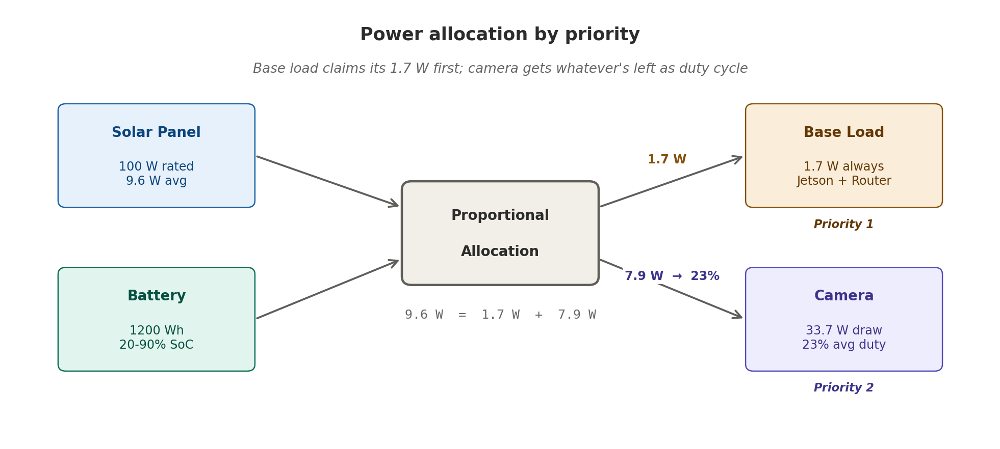 Power allocation by priority
Base load claims its 1.7 W first; camera gets whatever's left as duty cycle
Solar Panel
100 W rated
9.6 W avg
Battery
1200 Wh
20-90% SoC
Proportional
Allocation
9.6 W = 1.7 W + 7.9 W
1.7 W
Base Load
1.7 W always
Jetson + Router
Priority 1
7.9 W → 23%
Camera
33.7 W draw
23% avg duty
Priority 2